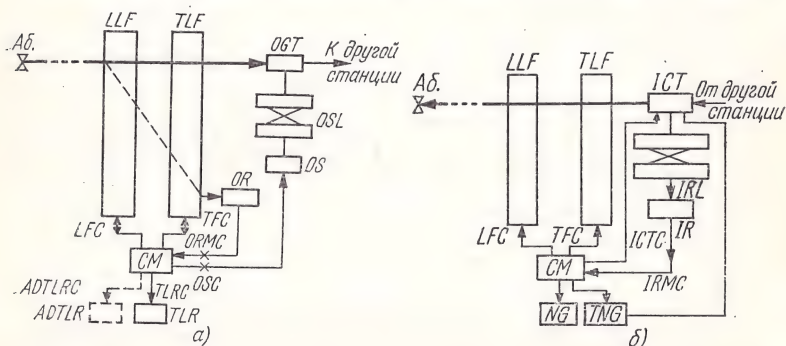 LLF
TLF
Аб.
OGT
К другой
станции
OSL
OS
OR
LFC
TFC
ORMC
CM
OSC
ADTLRC
TLRC
ADTLR
TLR
а)
LLF
TLF
ICT
Аб.
От другой
станции
IRL
IR
LFC
TFC
ICTC
CM
IRMC
NG
TNG
б)